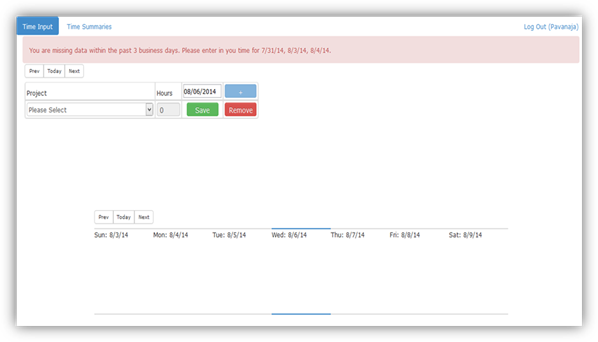 Time Input Time Summaries Log Out (Pavanaja)
You are missing data within the past 3 business days. Please enter in you time for 7/31/14, 8/3/14, 8/4/14.
Prev Today Next
Project Hours 08/06/2014 +
Please Select 0 Save Remove
Prev Today Next
Sun: 8/3/14 Mon: 8/4/14 Tue: 8/5/14 Wed: 8/6/14 Thu: 8/7/14 Fri: 8/8/14 Sat: 8/9/14